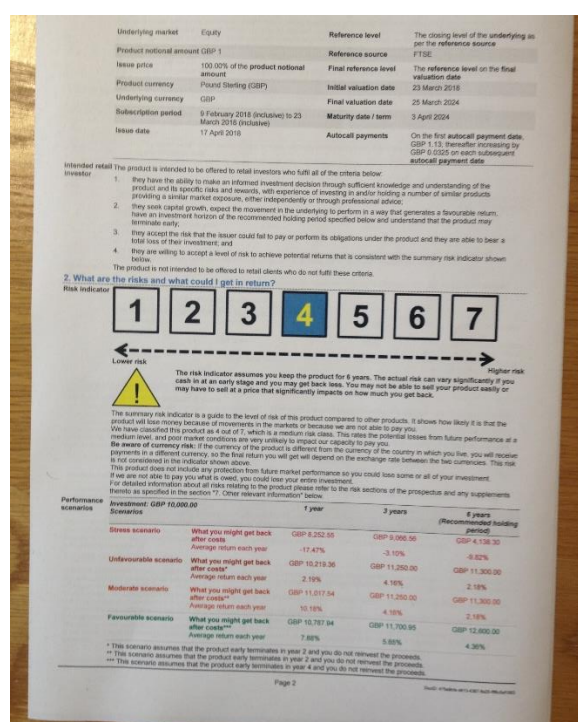 Underlying market Equity Reference level The closing level of the underlying as
per the reference source
Product notional amount GBP 1 Reference source FTSE
Issue price 100.00% of the product notional
amount Final reference level The reference level on the final
valuation date
Product currency Pound Sterling (GBP) Initial valuation date 23 March 2018
Underlying currency GBP Final valuation date 25 March 2024
Subscription period 9 February 2018 (inclusive) to 23
March 2018 (inclusive) Maturity date / term 3 April 2024
Issue date 17 April 2018 Autocall payments On the first autocall payment date,
GBP 1.13, thereafter increasing by
GBP 0.0325 on each subsequent
autocall payment date
Intended retail
investor
The product is intended to be offered to retail investors who fulfil all of the criteria below:
1. they have the ability to make an informed investment decision through sufficient knowledge and understanding of the
product and its specific risks and rewards, with experience of investing in and/or holding a number of similar products
providing a similar market exposure, either independently or through professional advice;
2. they seek capital growth, expect the movement in the underlying to perform in a way that generates a favourable return,
have an investment horizon of the recommended holding period specified below and understand that the product may
terminate early;
3. they accept the risk that the issuer could fail to pay or perform its obligations under the product and they are able to bear a
total loss of their investment; and
4. they are willing to accept a level of risk to achieve potential returns that is consistent with the summary risk indicator shown
below.
The product is not intended to be offered to retail clients who do not fulfil these criteria.
2. What are the risks and what could I get in return?
Risk indicator
1 2 3 4 5 6 7
Lower risk Higher risk
The risk indicator assumes you keep the product for 6 years. The actual risk can vary significantly if you
cash in at an early stage and you may get back less. You may not be able to sell your product easily or
may have to sell at a price that significantly impacts on how much you get back.
The summary risk indicator is a guide to the level of risk of this product compared to other products. It shows how likely it is that the
product will lose money because of movements in the markets or because we are not able to pay you.
We have classified this product as 4 out of 7, which is a medium risk class. This rates the potential losses from future performance at a
medium level, and poor market conditions are very unlikely to impact our capacity to pay you.
Be aware of currency risk: if the currency of the product is different from the currency of the country in which you live, you will receive
payments in a different currency, so the final return you will get will depend on the exchange rate between the two currencies. This risk
is not considered in the indicator shown above.
This product does not include any protection from future market performance so you could lose some or all of your investment.
If we are not able to pay you what is owed, you could lose your entire investment.
For detailed information about all risks relating to the product please refer to the risk sections of the prospectus and any supplements
thereto as specified in the section "7. Other relevant information" below.
Performance
scenarios
Investment: GBP 10,000.00
Scenarios 1 year 3 years 6 years
(Recommended holding
period)
Stress scenario What you might get back
after costs GBP 8,252.55 GBP 4,138.30
Average return each year -17.47% -3.10%
Unfavourable scenario What you might get back
after costs* GBP 10,219.36 GBP 11,250.00 GBP 11,300.00
Average return each year 2.19% 4.16% 2.18%
Moderate scenario What you might get back
after costs** GBP 11,017.54 GBP 11,250.00 GBP 11,300.00
Average return each year 10.18% 2.18%
Favourable scenario What you might get back
after costs*** GBP 10,767.94 GBP 11,700.95 GBP 12,600.00
Average return each year 7.68% 4.36%
* This scenario assumes that the product early terminates in year 2 and you do not reinvest the proceeds.
** This scenario assumes that the product early terminates in year 2 and you do not reinvest the proceeds.
*** This scenario assumes that the product early terminates in year 4 and you do not reinvest the proceeds.
Page 2